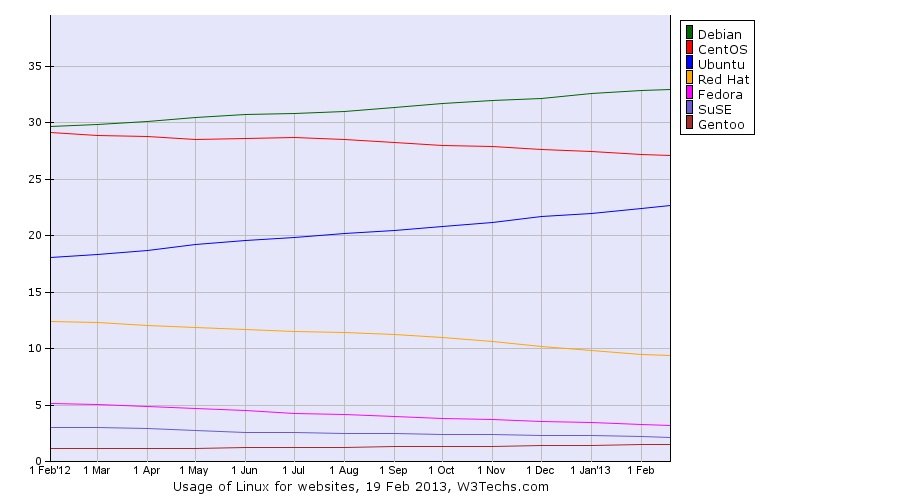 35
30
25
20
15
10
5
0
1 Feb'12 1 Mar 1 Apr 1 May 1 Jun 1 Jul 1 Aug 1 Sep 1 Oct 1 Nov 1 Dec 1 Jan'13 1 Feb
Usage of Linux for websites, 19 Feb 2013, W3Techs.com
Debian
CentOS
Ubuntu
Red Hat
Fedora
SuSE
Gentoo